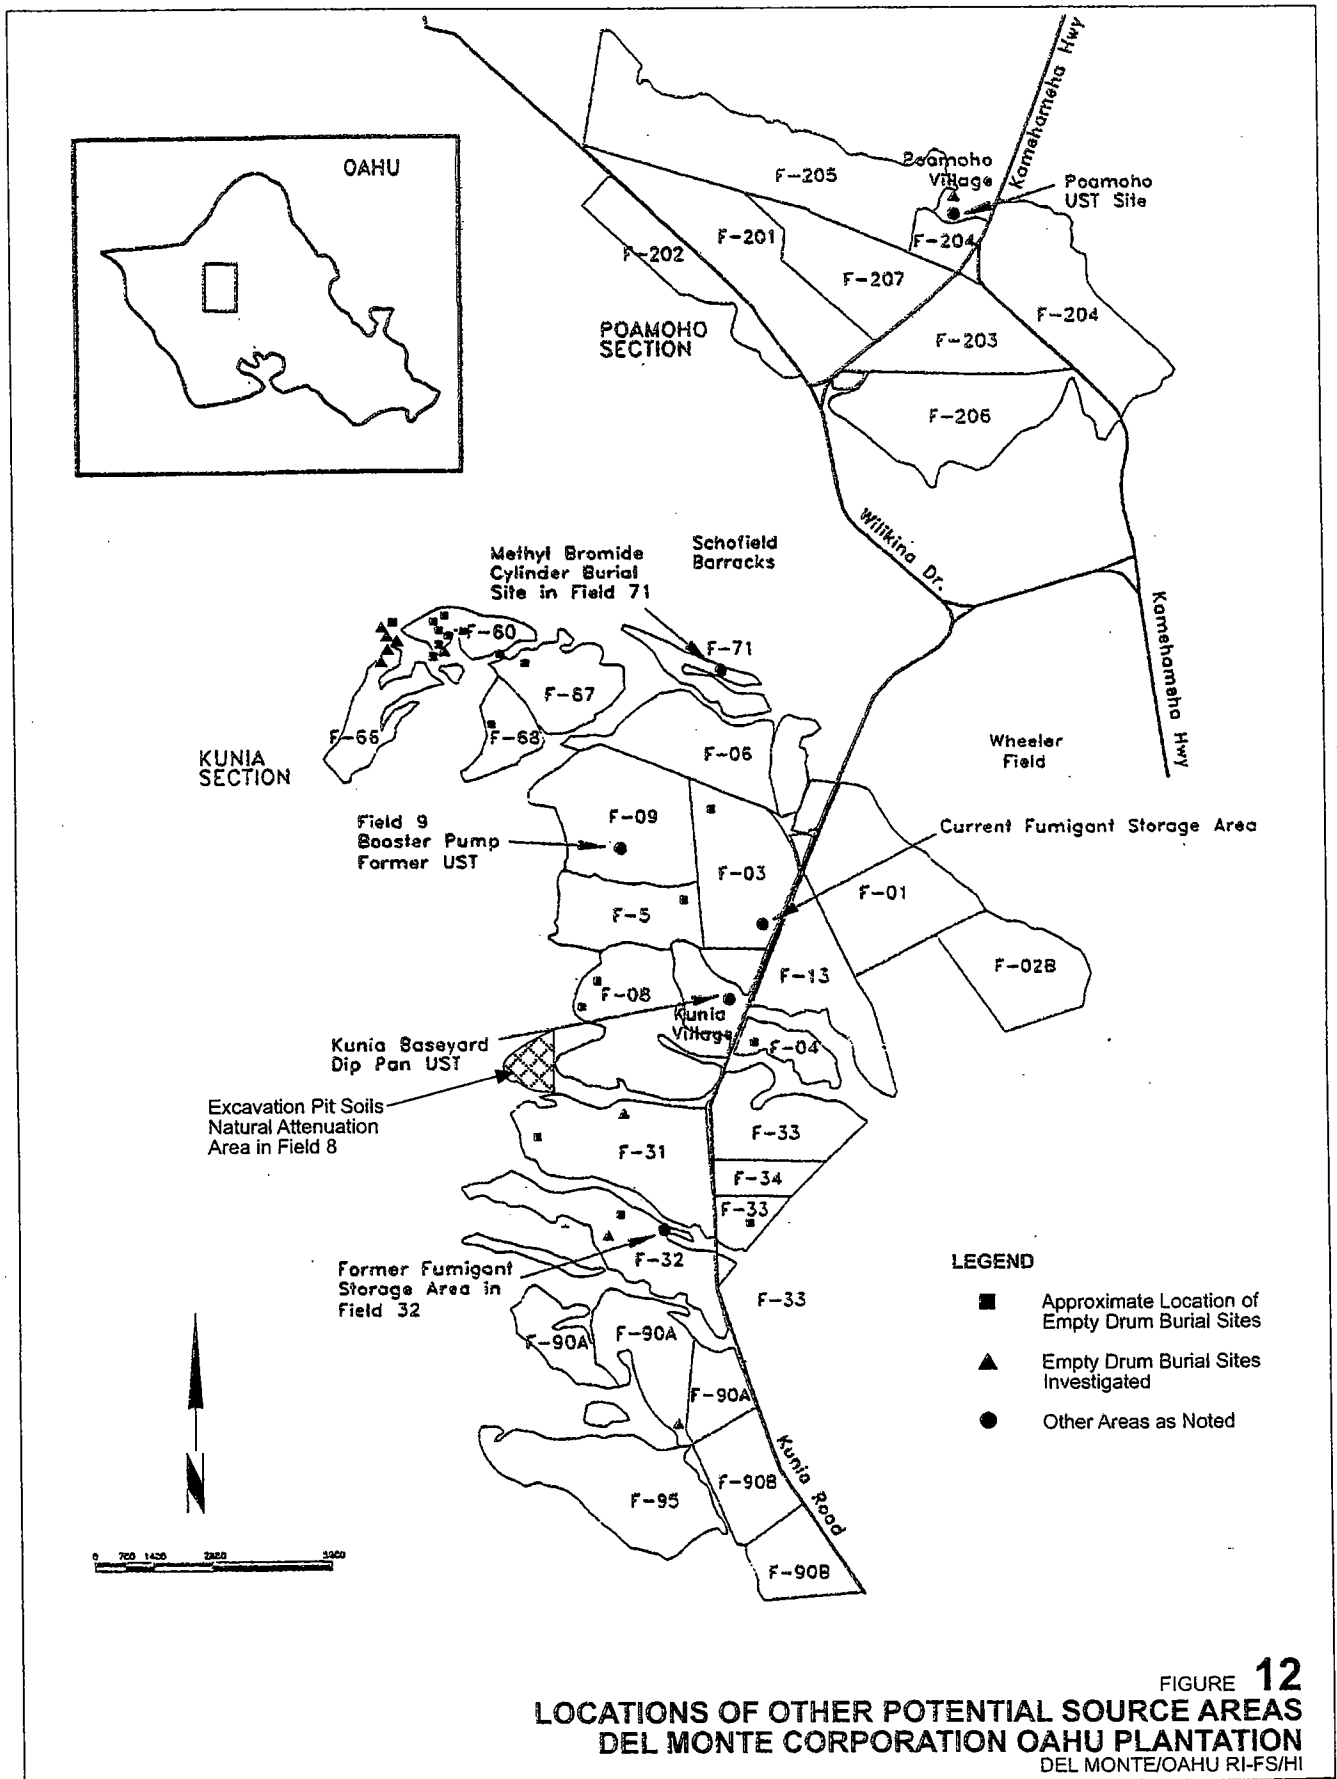 OAHU
Kamehameha Hwy
Poamoho
Village
Poamoho
UST Site
F-205
F-204
F-201
F-202
F-207
F-204
F-203
POAMOHO
SECTION
F-206
Wilikina Dr.
Methyl Bromide
Cylinder Burial
Site in Field 71
Schofield
Barracks
Kamehameha Hwy
F-60
F-71
F-67
F-66
F-68
KUNIA
SECTION
F-06
Wheeler
Field
F-09
Field 9
Booster Pump
Former UST
Current Fumigant Storage Area
F-03
F-01
F-5
F-02B
F-13
F-08
Kunia
Village
F-04
Kunia Baseyard
Dip Pan UST
Excavation Pit Soils
Natural Attenuation
Area in Field 8
F-33
F-31
F-34
F-33
F-32
Former Fumigant
Storage Area in
Field 32
F-33
F-90A
F-90A
F-90A
LEGEND
Approximate Location of
Empty Drum Burial Sites
Empty Drum Burial Sites
Investigated
Other Areas as Noted
Kunia Road
F-90B
F-95
F-90B
N
0 700 1400
FIGURE 12
LOCATIONS OF OTHER POTENTIAL SOURCE AREAS
DEL MONTE CORPORATION OAHU PLANTATION
DEL MONTE/OAHU RI-FS/HI